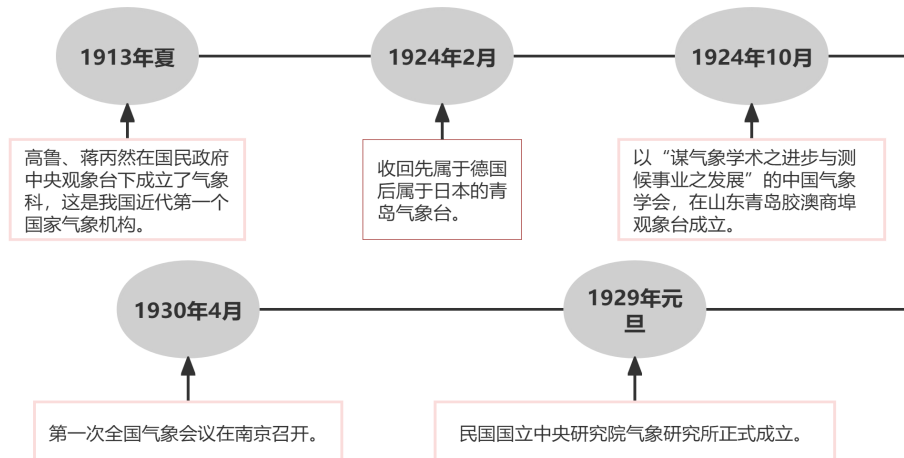 1913年夏
1924年2月
1924年10月
高鲁、蒋丙然在国民政府
中央观象台下成立了气象
科，这是我国近代第一个
国家气象机构。
收回先属于德国
后属于日本的青
岛气象台。
以“谋气象学术之进步与测
候事业之发展”的中国气象
学会，在山东青岛胶澳商埠
观象台成立。
1930年4月
1929年元
旦
第一次全国气象会议在南京召开。
民国国立中央研究院气象研究所正式成立。